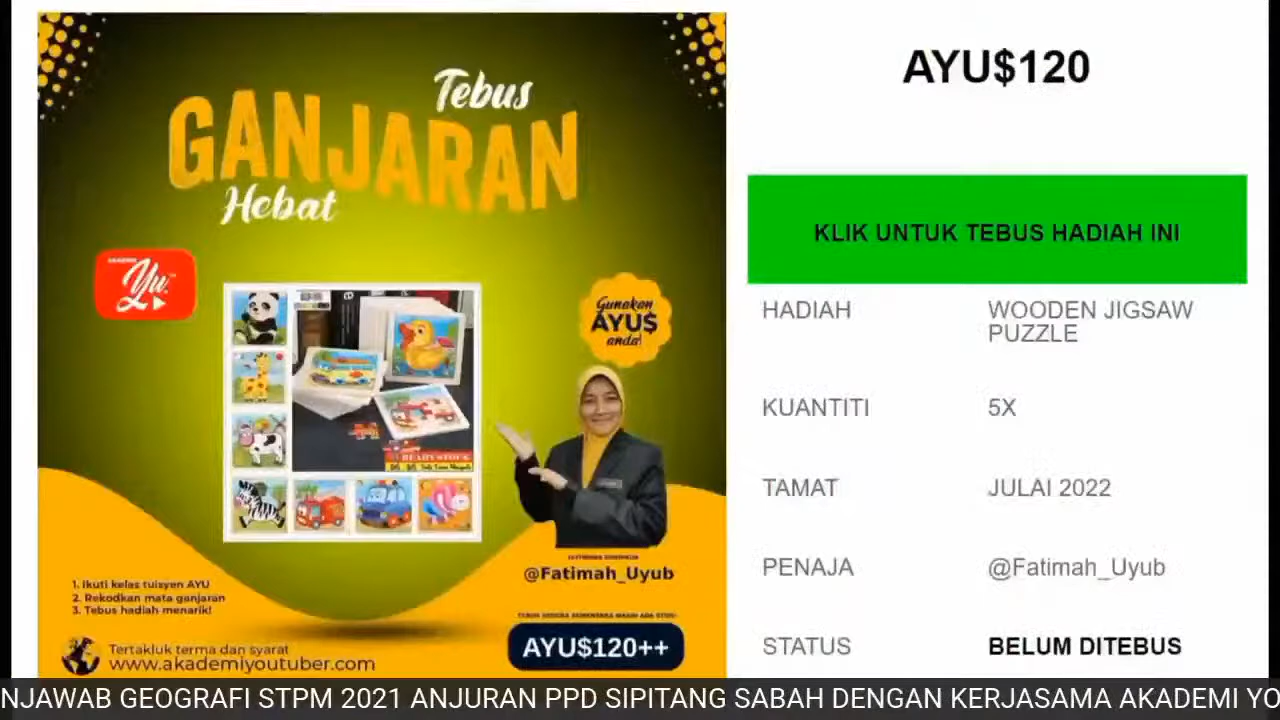 Tebus
GANJARAN
Hebat
Yu
Gunakan
AYU$
anda!
READY STOCK
@Fatimah_Uyub
1. Ikuti kelas tuisyen AYU
2. Rekodkan mata ganjaran
3. Tebus hadiah menarik!
AYU$120++
Tertakluk terma dan syarat
www.akademiyoutuber.com
AYU$120
KLIK UNTUK TEBUS HADIAH INI
HADIAH WOODEN JIGSAW
PUZZLE
KUANTITI 5X
TAMAT JULAI 2022
PENAJA @Fatimah_Uyub
STATUS BELUM DITEBUS
NJAWAB GEOGRAFI STPM 2021 ANJURAN PPD SIPITANG SABAH DENGAN KERJASAMA AKADEMI YO